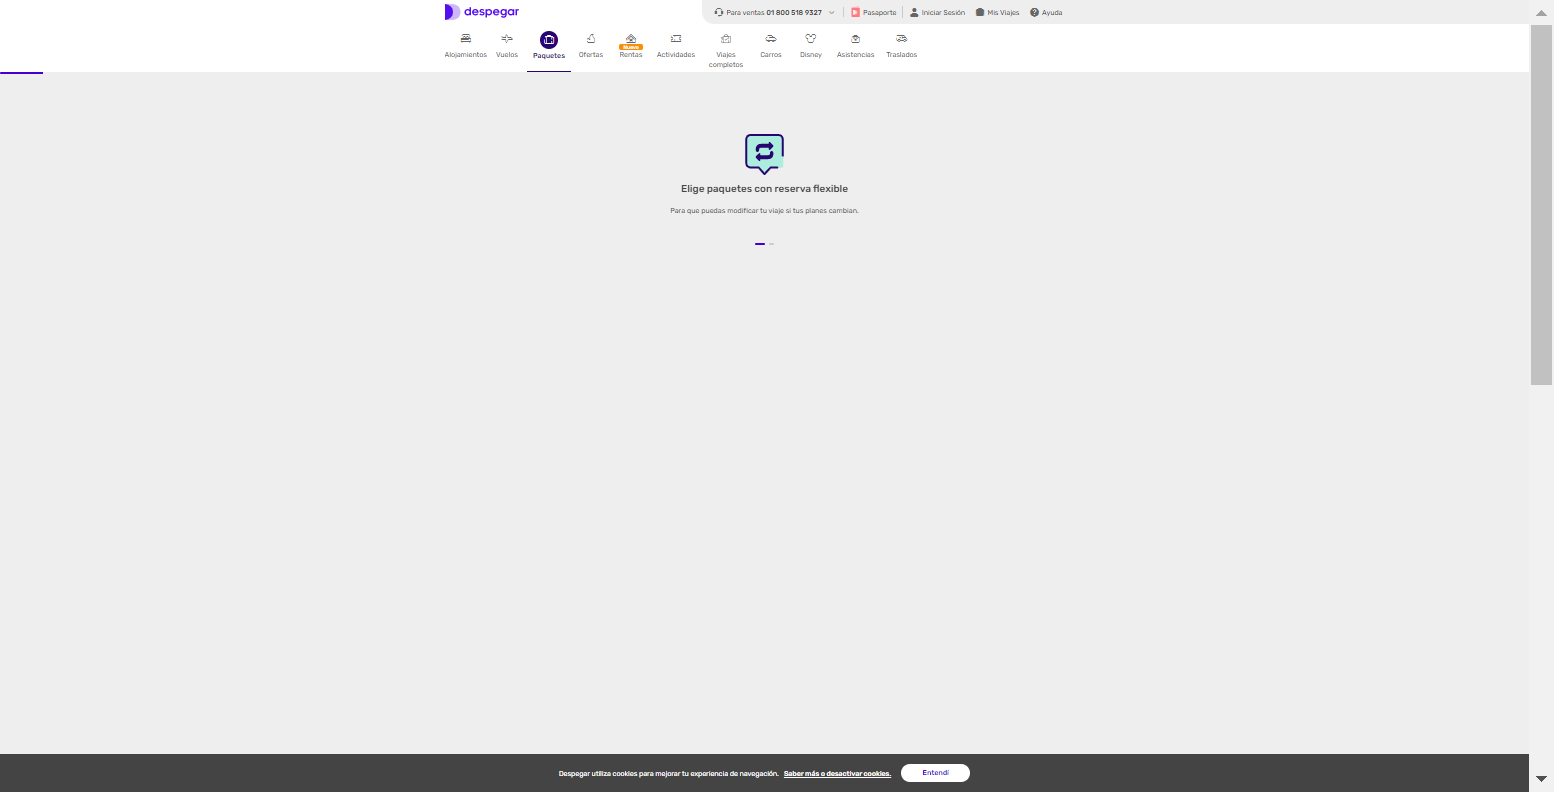 despegar
Para ventas 01 800 518 9327
Pasaporte
Iniciar Sesión
Mis Viajes
Ayuda
Alojamientos
Vuelos
Paquetes
Ofertas
Nuevo
Rentas
Actividades
Viajes
completos
Carros
Disney
Asistencias
Traslados
Elige paquetes con reserva flexible
Para que puedas modificar tu viaje si tus planes cambian.
Despegar utiliza cookies para mejorar tu experiencia de navegación. Saber más o desactivar cookies.
Entendí